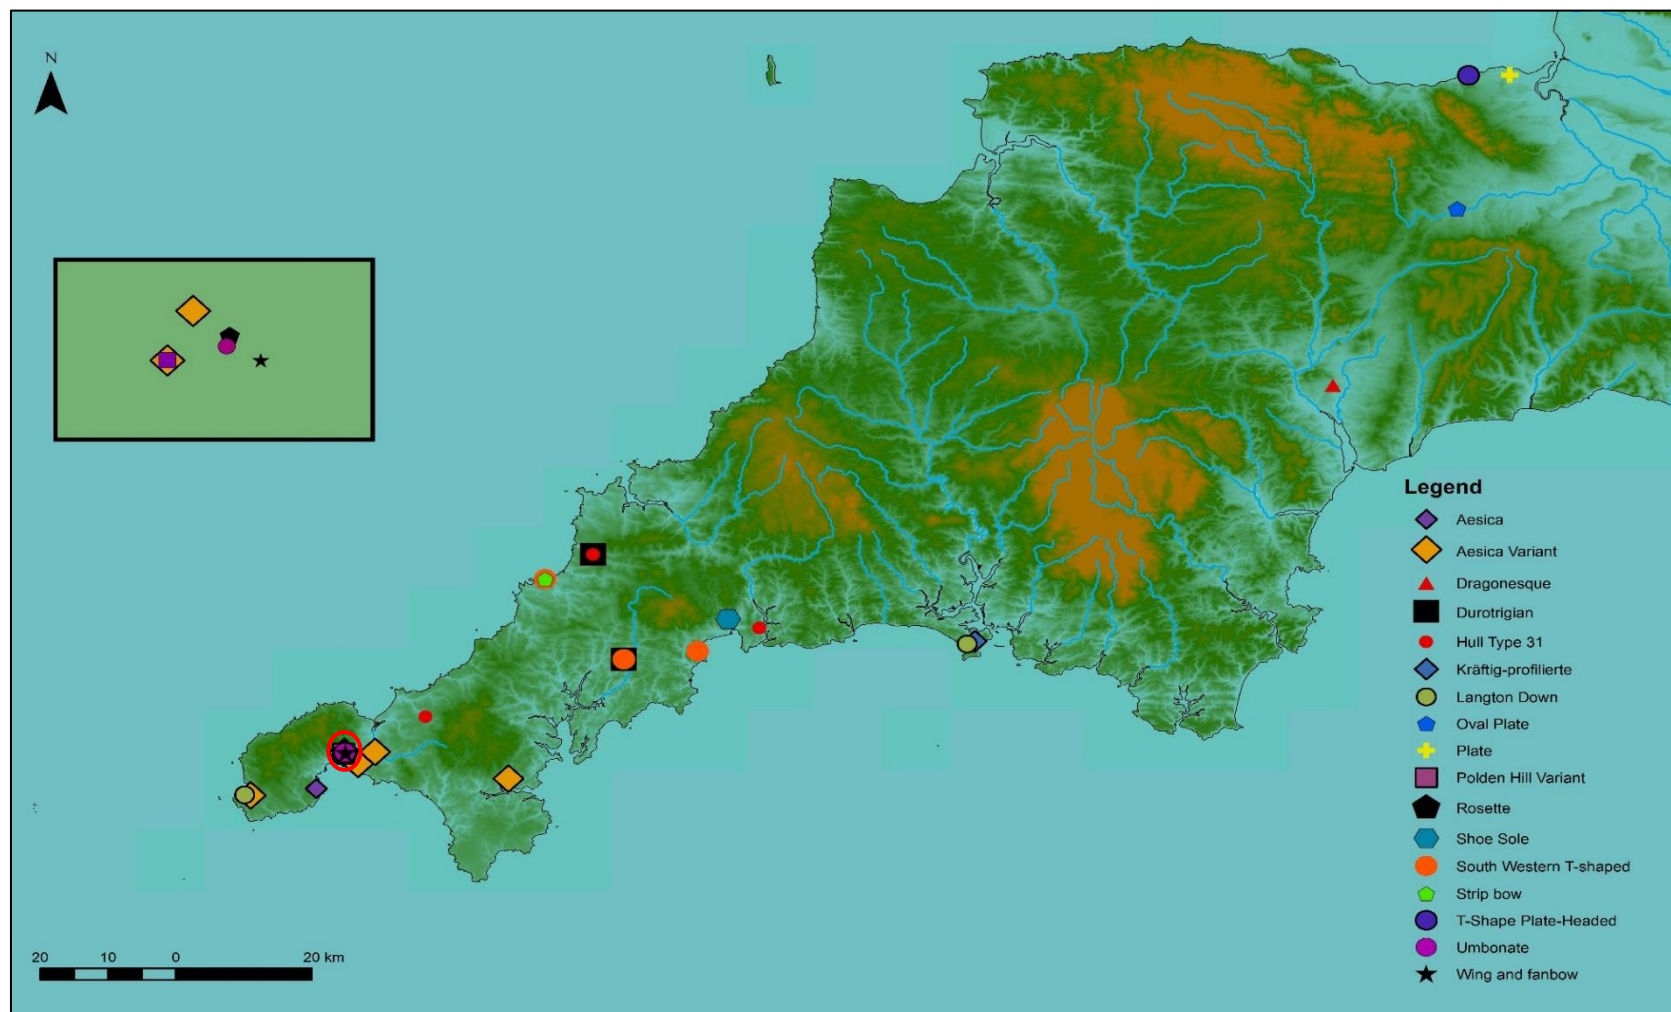 N
Legend
Aesica
Aesica Variant
Dragonesque
Durotrigian
Hull Type 31
Kräftig-profilierte
Langton Down
Oval Plate
Plate
Polden Hill Variant
Rosette
Shoe Sole
South Western T-shaped
Strip bow
T-Shape Plate-Headed
Umbonate
Wing and fanbow
20 10 0 20 km